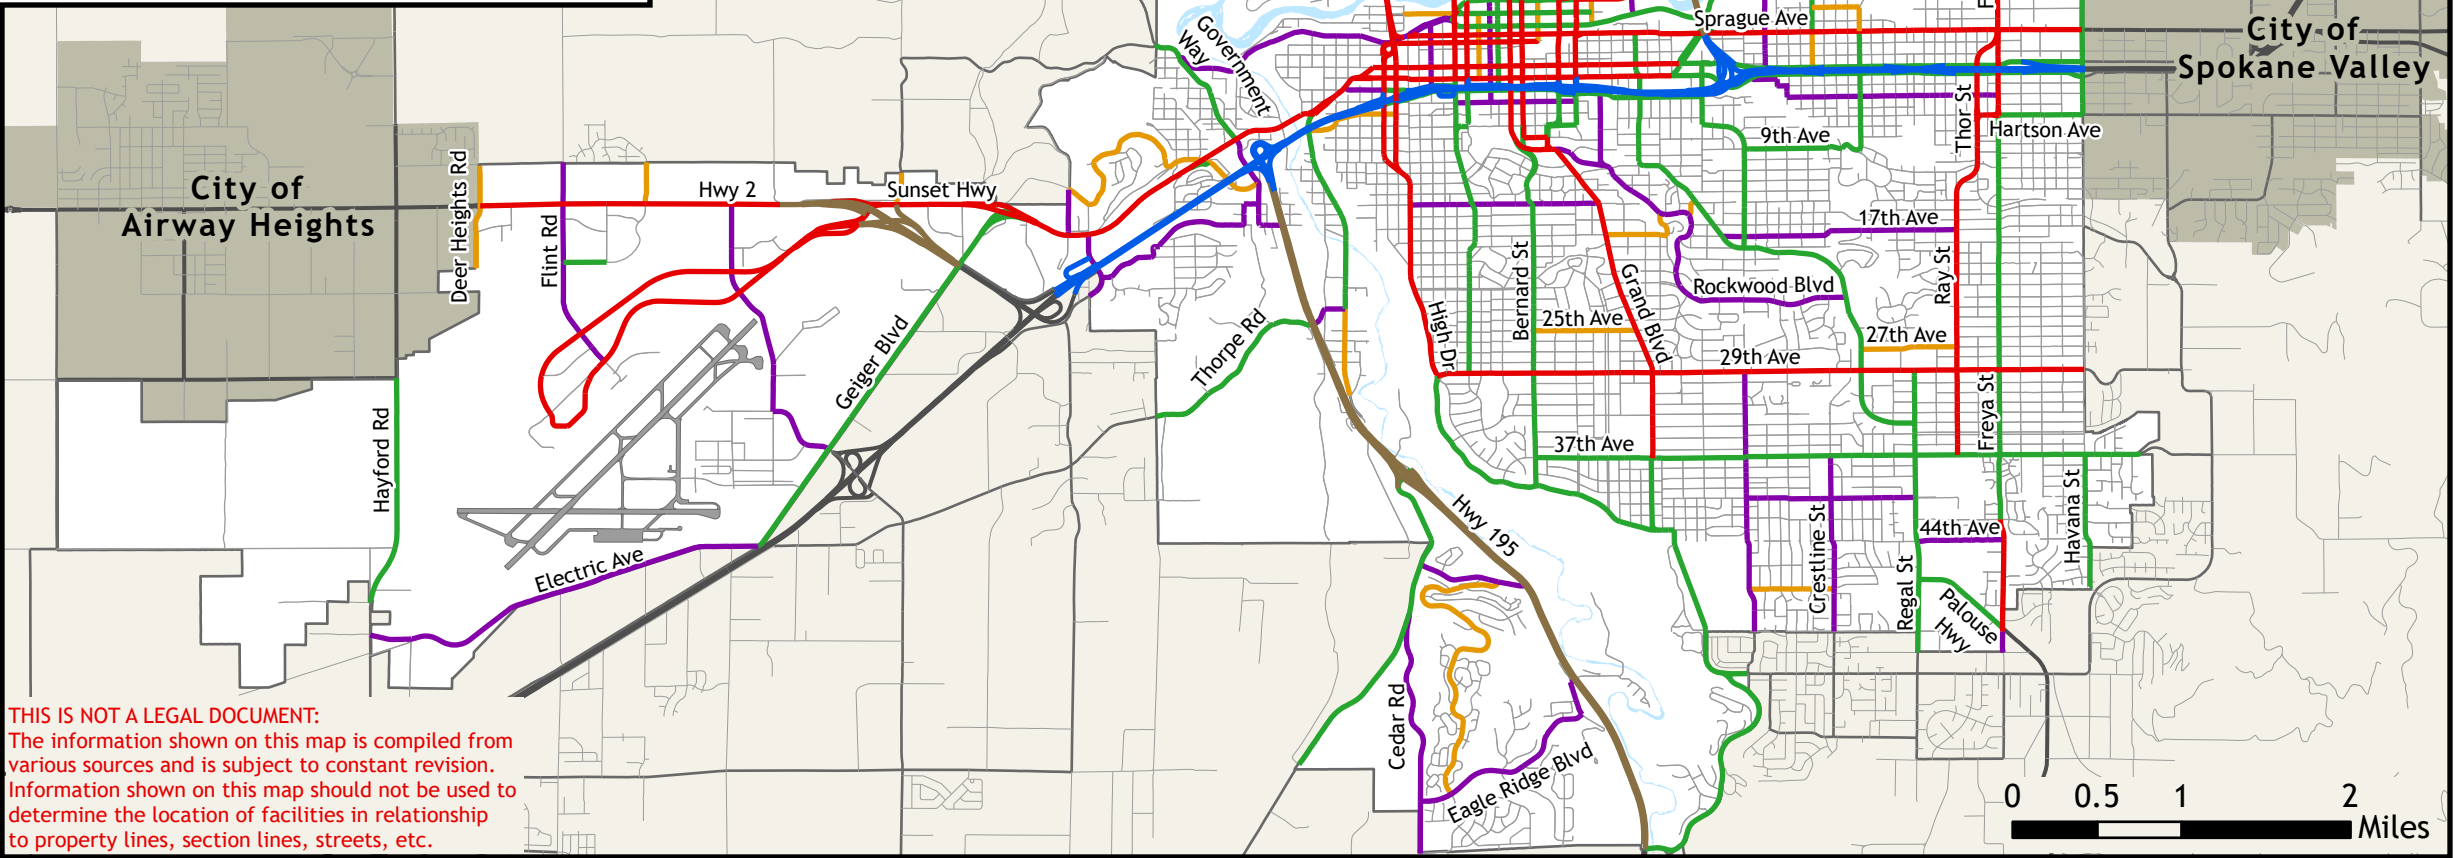 Government
Way
Sprague Ave
F
City of
Spokane Valley
Thor St
Hartson Ave
9th Ave
Deer Heights Rd
City of
Airway Heights
Hwy 2
Sunset Hwy
Flint Rd
17th Ave
Bernard St
Grand Blvd
Ray St
Rockwood Blvd
High Dr
25th Ave
27th Ave
29th Ave
Thorpe Rd
Geiger Blvd
Freya St
Hayford Rd
37th Ave
Hwy 195
Crestline St
44th Ave
Havana St
Regal St
Electric Ave
Palouse
Hwy
Cedar Rd
Eagle Ridge Blvd
THIS IS NOT A LEGAL DOCUMENT:
The information shown on this map is compiled from
various sources and is subject to constant revision.
Information shown on this map should not be used to
determine the location of facilities in relationship
to property lines, section lines, streets, etc.
0 0.5 1 2
Miles